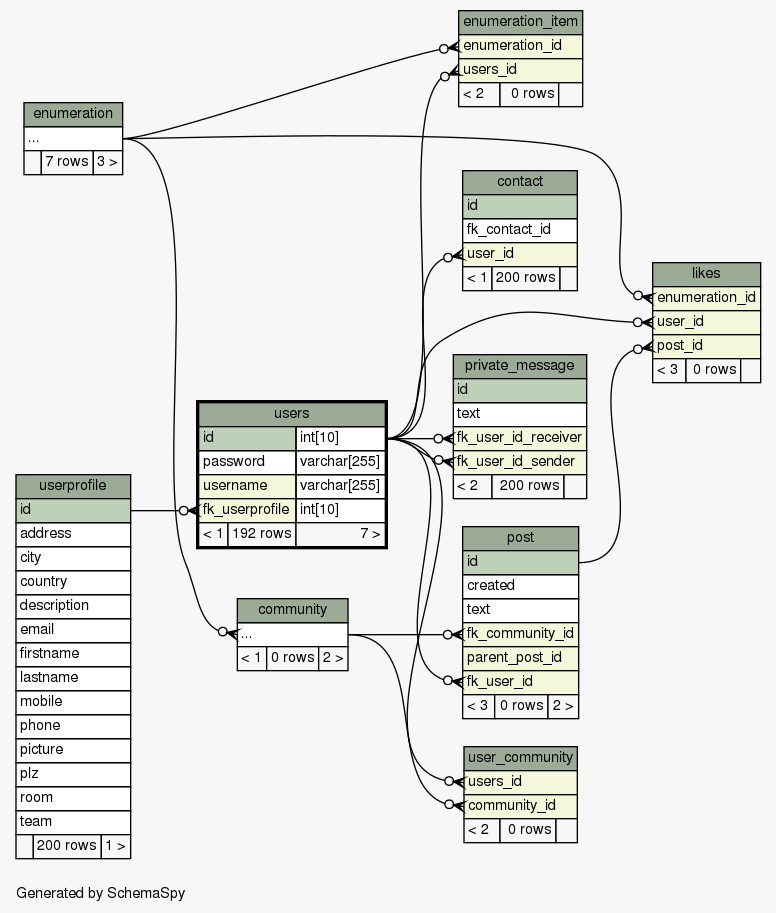 enumeration_item
enumeration_id
users_id
< 2 0 rows
enumeration
...
7 rows 3 >
contact
id
fk_contact_id
user_id
< 1 200 rows
likes
enumeration_id
user_id
post_id
< 3 0 rows
private_message
id
text
fk_user_id_receiver
fk_user_id_sender
< 2 200 rows
users
id int[10]
password varchar[255]
username varchar[255]
fk_userprofile int[10]
< 1 192 rows 7 >
userprofile
id
address
city
country
description
email
firstname
lastname
mobile
phone
picture
plz
room
team
200 rows 1 >
community
...
< 1 0 rows 2 >
post
id
created
text
fk_community_id
parent_post_id
fk_user_id
< 3 0 rows 2 >
user_community
users_id
community_id
< 2 0 rows
Generated by SchemaSpy